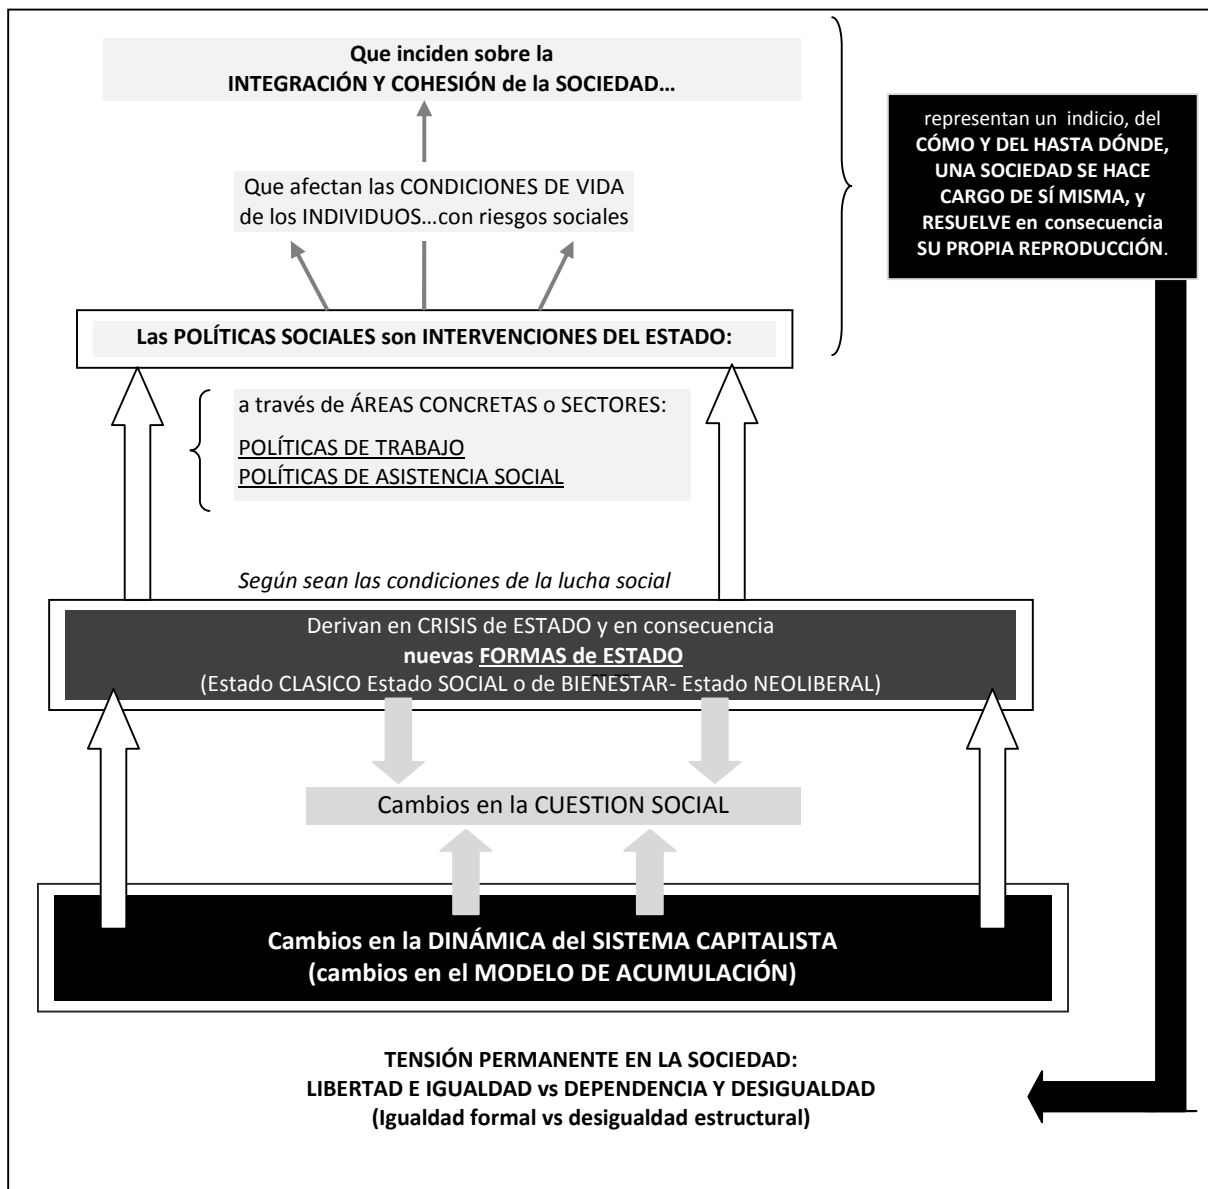 Que inciden sobre la
INTEGRACIÓN Y COHESIÓN de la SOCIEDAD...
representan un indicio, del
CÓMO Y DEL HASTA DÓNDE,
UNA SOCIEDAD SE HACE
CARGO DE SÍ MISMA, y
RESUELVE en consecuencia
SU PROPIA REPRODUCCIÓN.
Que afectan las CONDICIONES DE VIDA
de los INDIVIDUOS...con riesgos sociales
Las POLÍTICAS SOCIALES son INTERVENCIONES DEL ESTADO:
a través de ÁREAS CONCRETAS o SECTORES:
POLÍTICAS DE TRABAJO
POLÍTICAS DE ASISTENCIA SOCIAL
Según sean las condiciones de la lucha social
Derivan en CRISIS de ESTADO y en consecuencia
nuevas FORMAS de ESTADO
(Estado CLASICO Estado SOCIAL o de BIENESTAR- Estado NEOLIBERAL)
Cambios en la CUESTION SOCIAL
Cambios en la DINÁMICA del SISTEMA CAPITALISTA
(cambios en el MODELO DE ACUMULACIÓN)
TENSIÓN PERMANENTE EN LA SOCIEDAD:
LIBERTAD E IGUALDAD vs DEPENDENCIA Y DESIGUALDAD
(Igualdad formal vs desigualdad estructural)